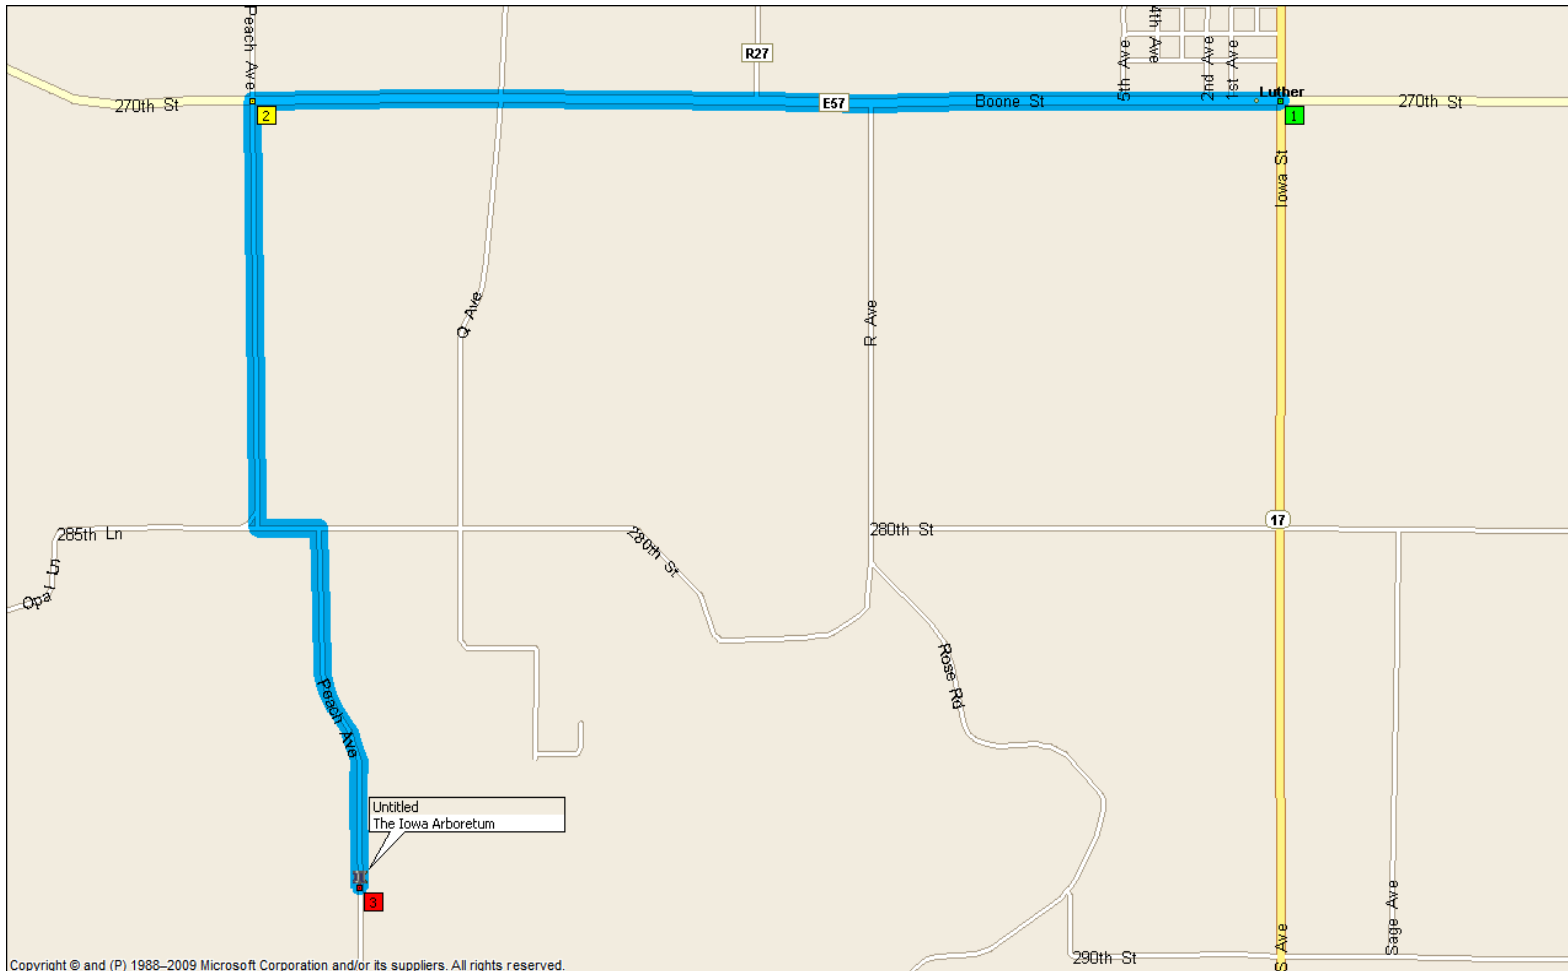 Peach Ave
R27
5th Ave
4th Ave
2nd Ave
1st Ave
270th St
E57
Boone St
Luther
270th St
2
1
Iowa St
Q Ave
R Ave
285th Ln
280th St
280th St
17
Opal Ln
Rose Rd
Peach Ave
Untitled
The Iowa Arboretum
3
Sage Ave
S Ave
290th St
Copyright © and (P) 1988–2009 Microsoft Corporation and/or its suppliers. All rights reserved.